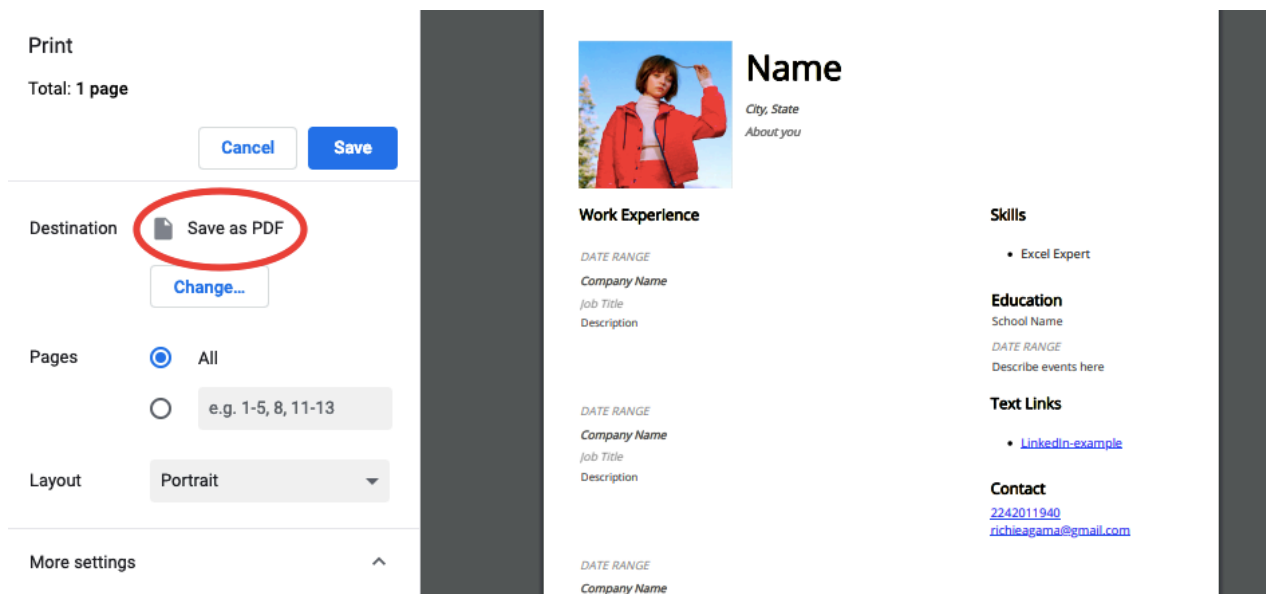 Print
Total: 1 page
Cancel
Save
Destination
Save as PDF
Change...
Pages
All
e.g. 1-5, 8, 11-13
Layout
Portrait
More settings
Name
City, State
About you
Work Experience
DATE RANGE
Company Name
Job Title
Description
DATE RANGE
Company Name
Job Title
Description
DATE RANGE
Company Name
Skills
• Excel Expert
Education
School Name
DATE RANGE
Describe events here
Text Links
• LinkedIn-example
Contact
2242011940
richieagama@gmail.com